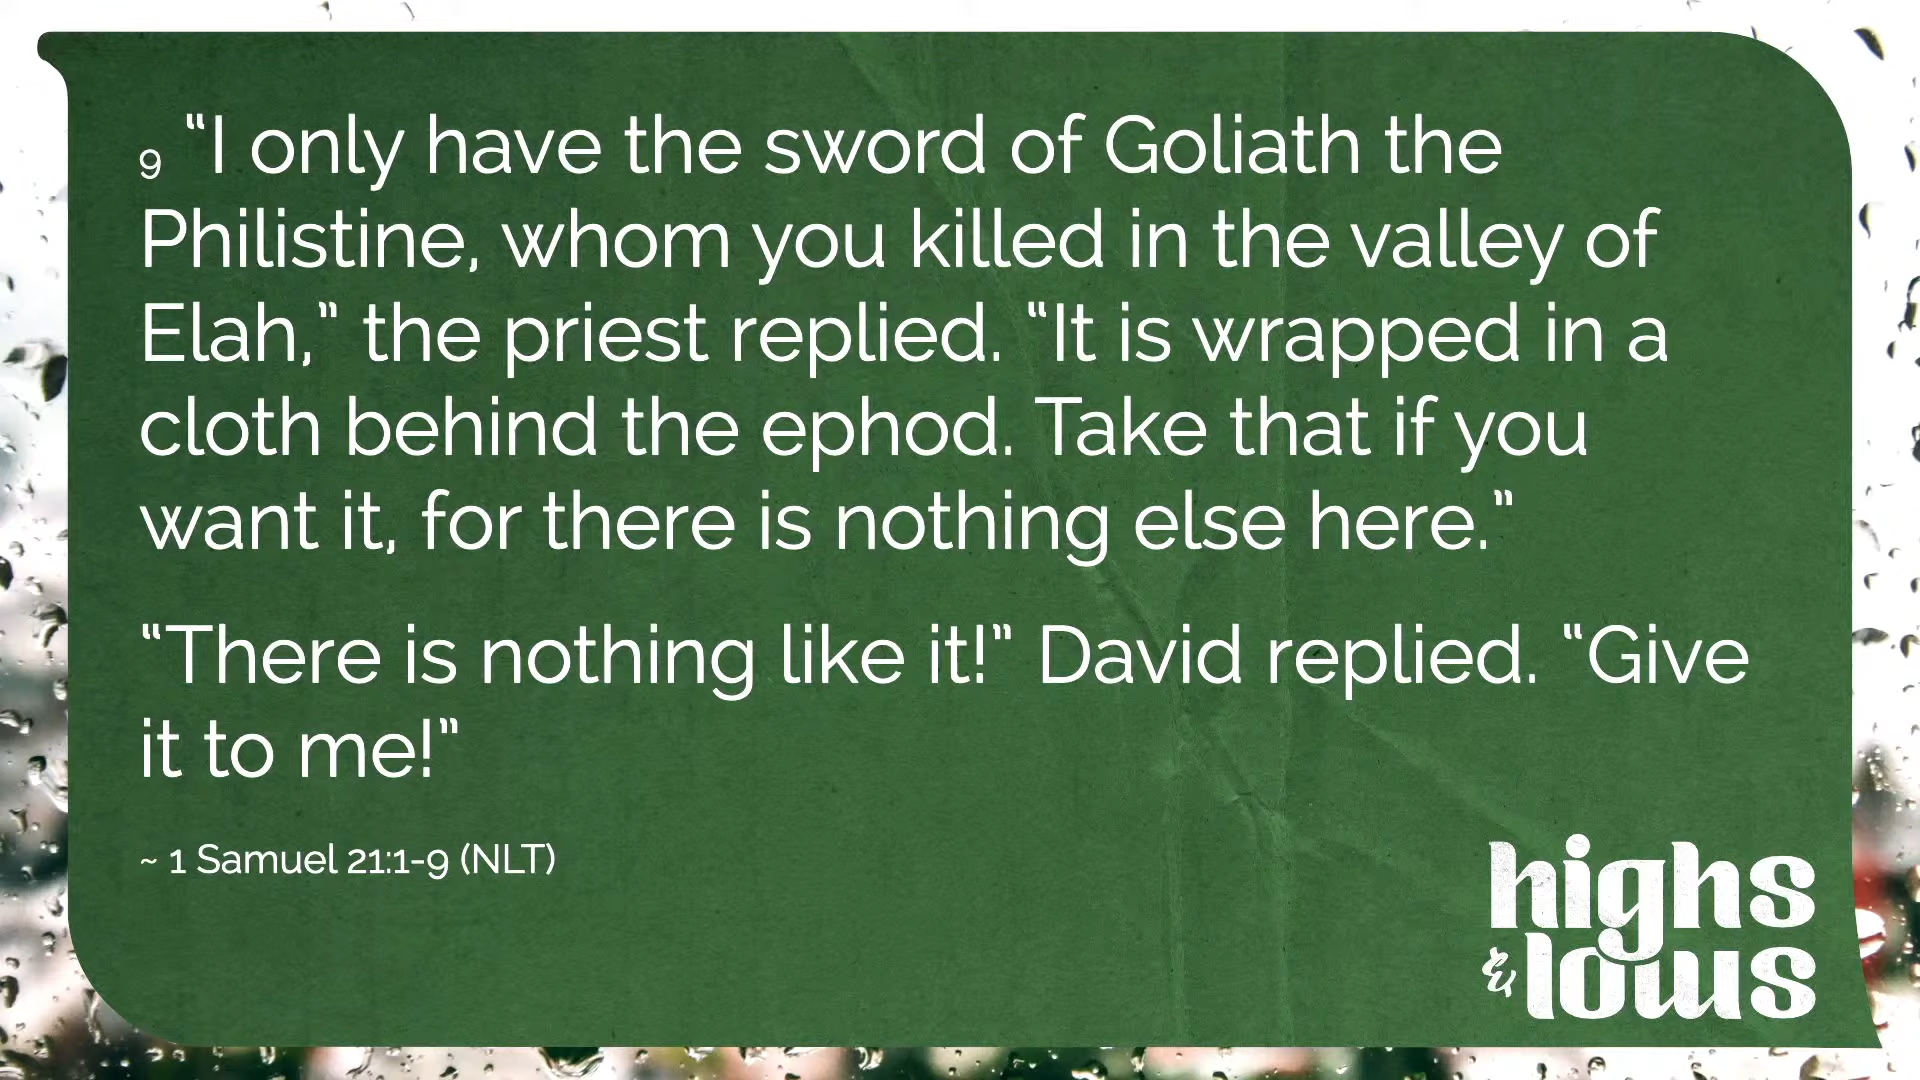 9 “I only have the sword of Goliath the
Philistine, whom you killed in the valley of
Elah,” the priest replied. “It is wrapped in a
cloth behind the ephod. Take that if you
want it, for there is nothing else here.”
“There is nothing like it!” David replied. “Give
it to me!”
~ 1 Samuel 21:1-9 (NLT)
highs
& lows